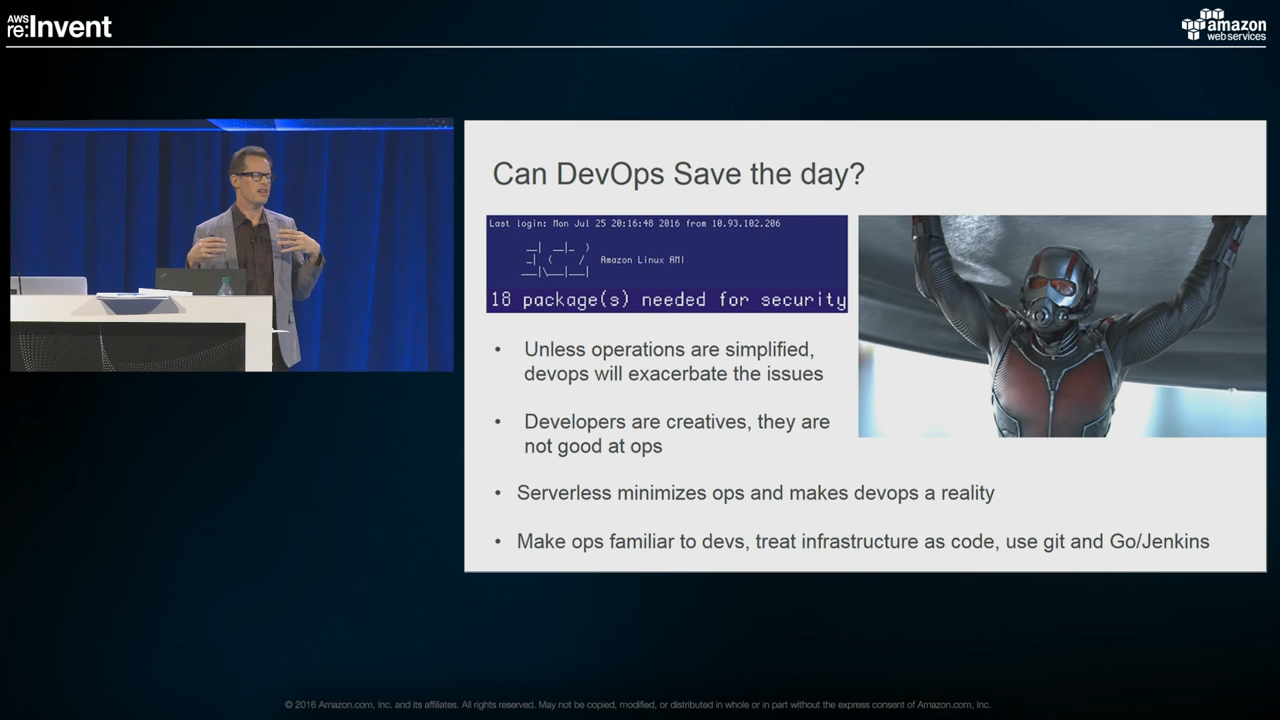 AWS
re:Invent
amazon
web services
Can DevOps Save the day?
Last login: Mon Jul 25 20:16:48 2016 from 10.93.102.206
Amazon Linux AMI
18 package(s) needed for security
• Unless operations are simplified,
devops will exacerbate the issues
• Developers are creatives, they are
not good at ops
• Serverless minimizes ops and makes devops a reality
• Make ops familiar to devs, treat infrastructure as code, use git and Go/Jenkins
© 2016 Amazon.com, Inc. and its affiliates. All rights reserved. May not be copied, modified, or distributed in whole or in part without the express consent of Amazon.com, Inc.